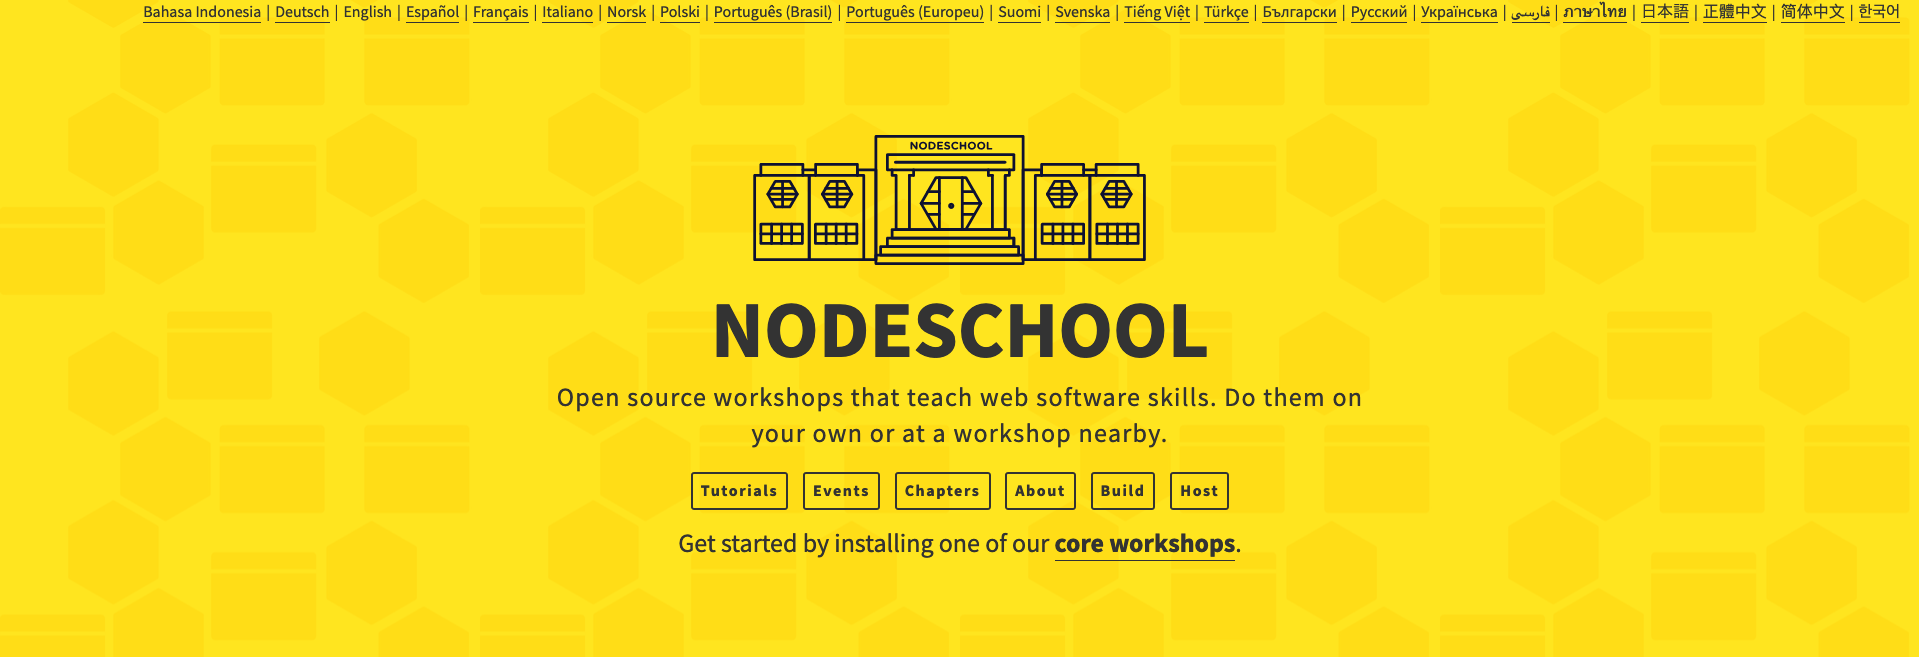 Bahasa Indonesia | Deutsch | English | Español | Français | Italiano | Norsk | Polski | Português (Brasil) | Português (Europeu) | Suomi | Svenska | Tiếng Việt | Türkçe | Български | Русский | Українська | فارسی | ภาษาไทย | 日本語 | 正體中文 | 简体中文 | 한국어
NODESCHOOL
NODESCHOOL
Open source workshops that teach web software skills. Do them on
your own or at a workshop nearby.
Tutorials Events Chapters About Build Host
Get started by installing one of our core workshops.